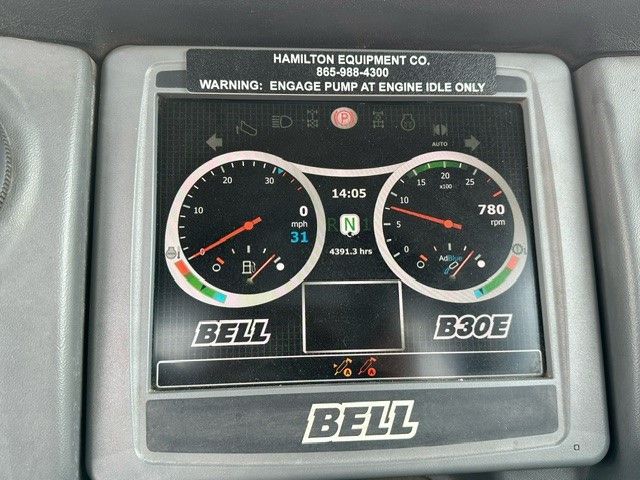 HAMILTON EQUIPMENT CO.
865-988-4300
WARNING: ENGAGE PUMP AT ENGINE IDLE ONLY
P
AUTO
0
10
20
30
0
mph
31
14:05
R N 1
4391.3 hrs
0
5
10
15
20
25
x100
780
rpm
AdBlue
BELL
B30E
A A
BELL